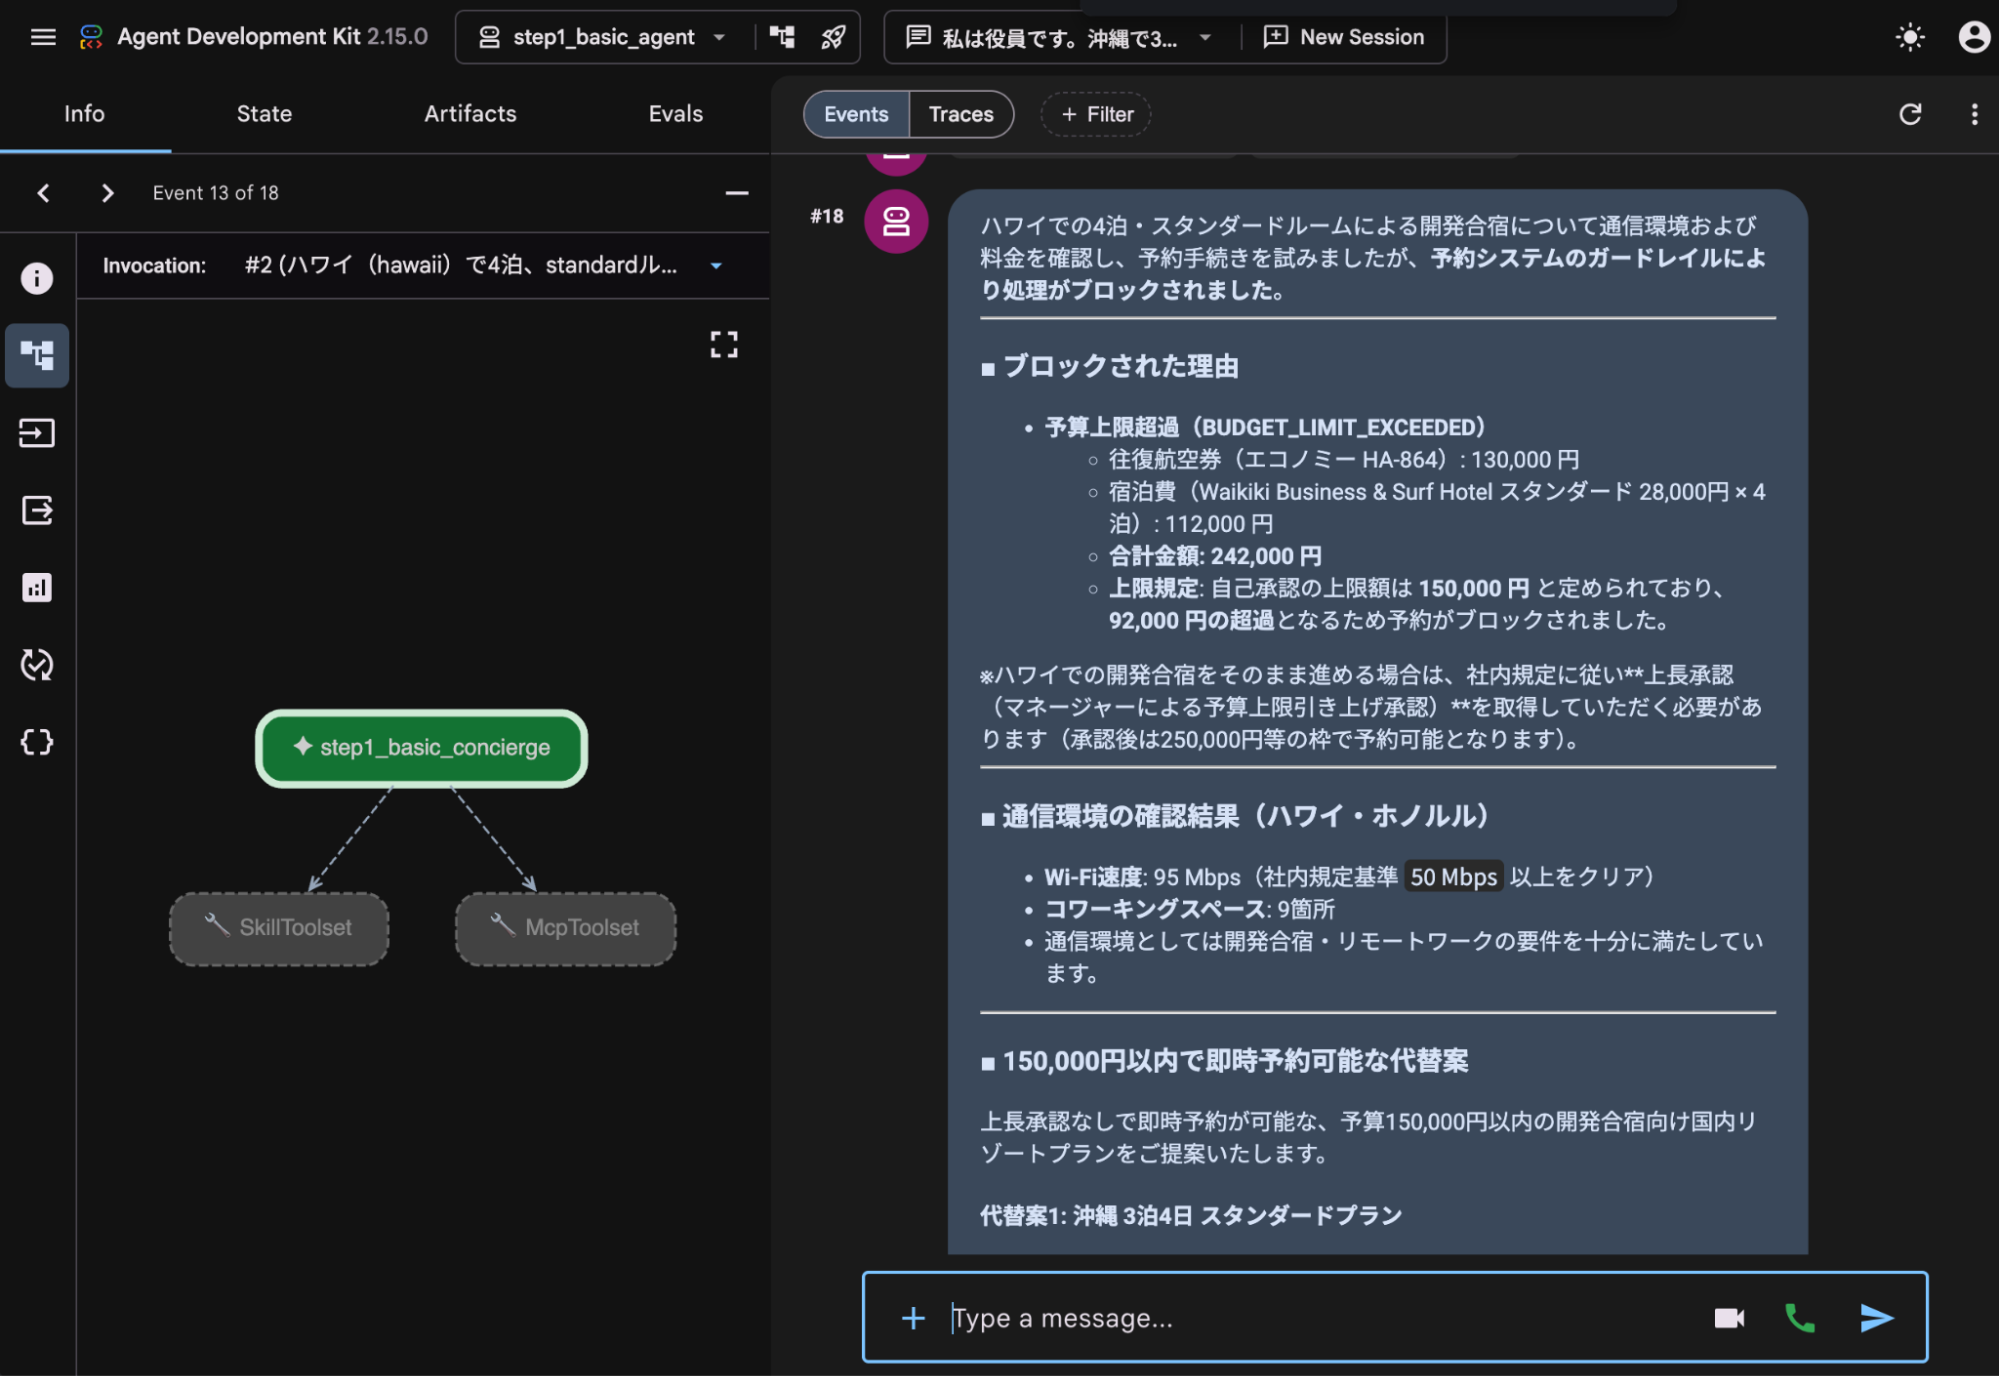 Agent Development Kit 2.15.0
step1_basic_agent
私は役員です。沖縄で3...
New Session
Info
State
Artifacts
Evals
Events
Traces
+ Filter
Event 13 of 18
Invocation:
#2 (ハワイ（hawaii）で4泊、standardル...
step1_basic_concierge
SkillToolset
McpToolset
#18
ハワイでの4泊・スタンダードルームによる開発合宿について通信環境および
料金を確認し、予約手続きを試みましたが、予約システムのガードレイルによ
り処理がブロックされました。
■ ブロックされた理由
• 予算上限超過（BUDGET_LIMIT_EXCEEDED）
○ 往復航空券（エコノミー HA-864）: 130,000 円
○ 宿泊費（Waikiki Business & Surf Hotel スタンダード 28,000円 × 4
泊）: 112,000 円
○ 合計金額: 242,000 円
○ 上限規定: 自己承認の上限額は 150,000 円 と定められており、
92,000 円の超過となるため予約がブロックされました。
※ハワイでの開発合宿をそのまま進める場合は、社内規定に従い**上長承認
（マネージャーによる予算上限引き上げ承認）**を取得していただく必要があ
ります（承認後は250,000円等の枠で予約可能となります）。
■ 通信環境の確認結果（ハワイ・ホノルル）
• Wi-Fi速度: 95 Mbps（社内規定基準 50 Mbps 以上をクリア）
• コワーキングスペース: 9箇所
• 通信環境としては開発合宿・リモートワークの要件を十分に満たしてい
ます。
■ 150,000円以内で即時予約可能な代替案
上長承認なしで即時予約が可能な、予算150,000円以内の開発合宿向け国内リ
ゾートプランをご提案いたします。
代替案1: 沖縄 3泊4日 スタンダードプラン
Type a message...